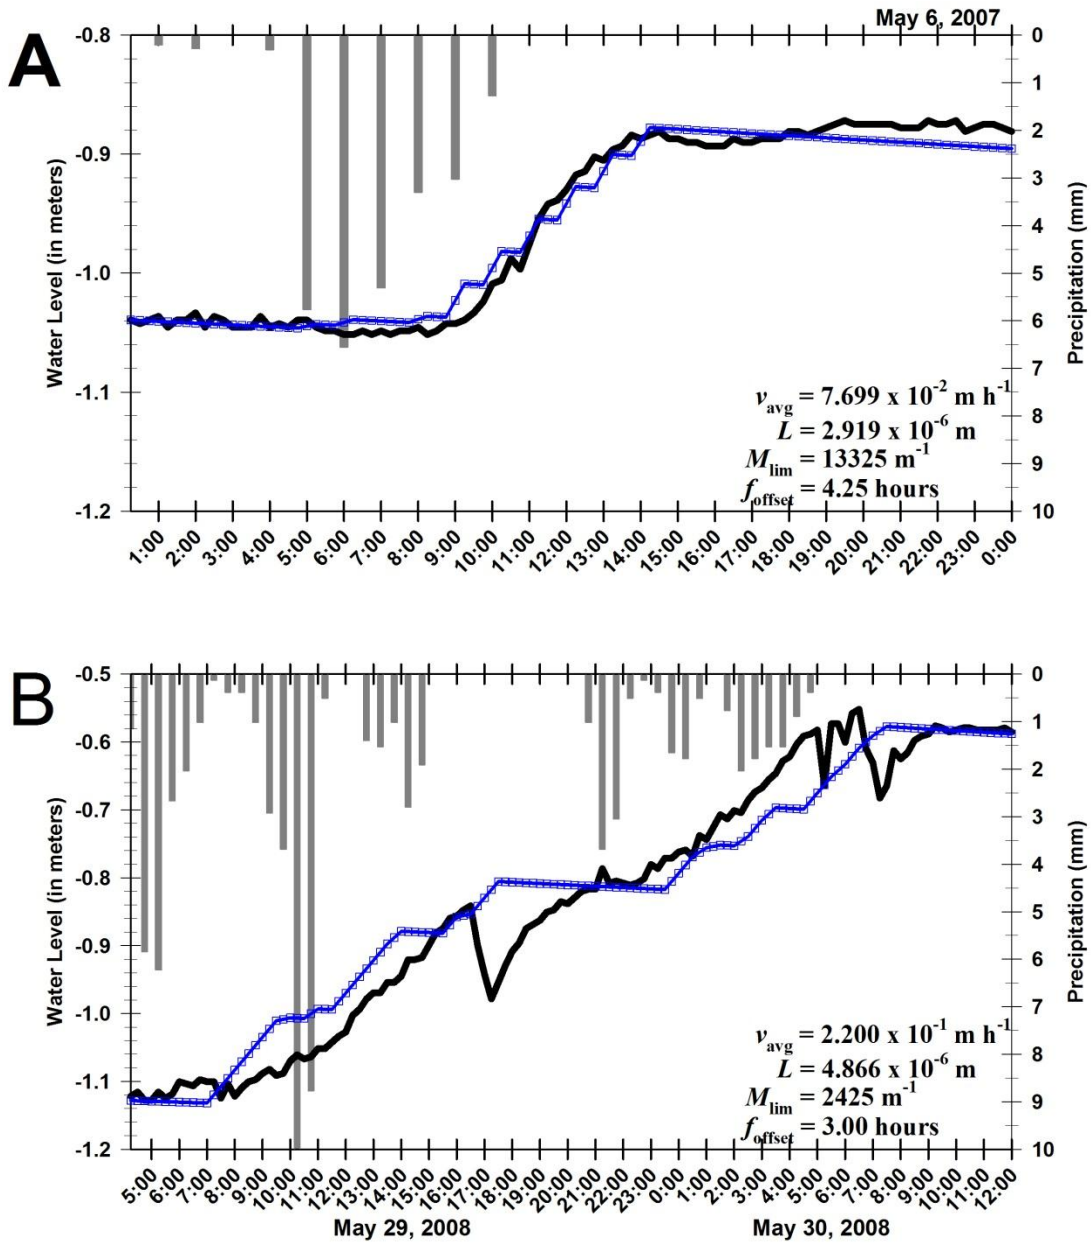 May 6, 2007
A
-0.8
-0.9
-1.0
-1.1
-1.2
Water Level (in meters)
0
1
2
3
4
5
6
7
8
9
10
Precipitation (mm)
v avg = 7.699 x 10-2 m h-1
L = 2.919 x 10-6 m
M lim = 13325 m-1
f offset = 4.25 hours
1:00 2:00 3:00 4:00 5:00 6:00 7:00 8:00 9:00 10:00 11:00 12:00 13:00 14:00 15:00 16:00 17:00 18:00 19:00 20:00 21:00 22:00 23:00 0:00
B
-0.5
-0.6
-0.7
-0.8
-0.9
-1.0
-1.1
-1.2
Water Level (in meters)
0
1
2
3
4
5
6
7
8
9
10
Precipitation (mm)
v avg = 2.200 x 10-1 m h-1
L = 4.866 x 10-6 m
M lim = 2425 m-1
f offset = 3.00 hours
5:00 6:00 7:00 8:00 9:00 10:00 11:00 12:00 13:00 14:00 15:00 16:00 17:00 18:00 19:00 20:00 21:00 22:00 23:00 0:00 1:00 2:00 3:00 4:00 5:00 6:00 7:00 8:00 9:00 10:00 11:00 12:00
May 29, 2008
May 30, 2008